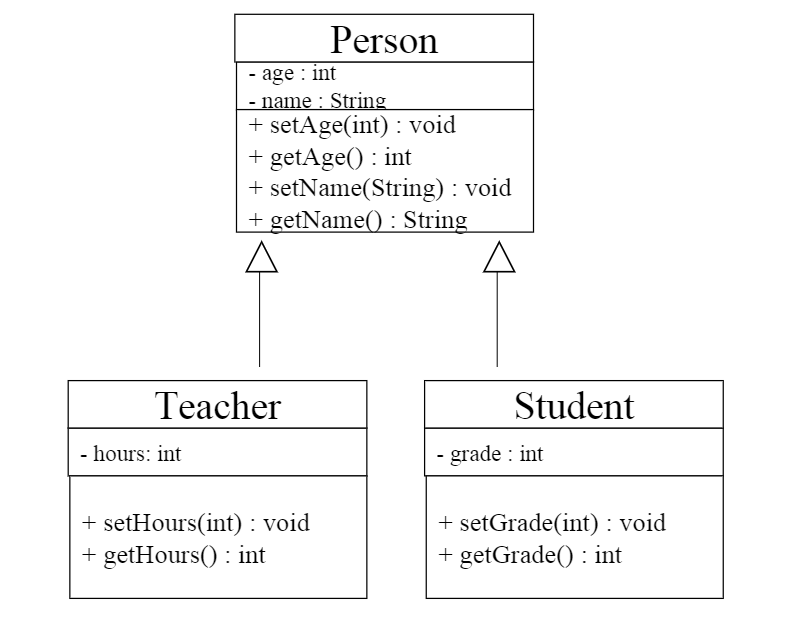 Person
- age : int
- name : String
+ setAge(int) : void
+ getAge() : int
+ setName(String) : void
+ getName() : String
Teacher
- hours: int
+ setHours(int) : void
+ getHours() : int
Student
- grade : int
+ setGrade(int) : void
+ getGrade() : int